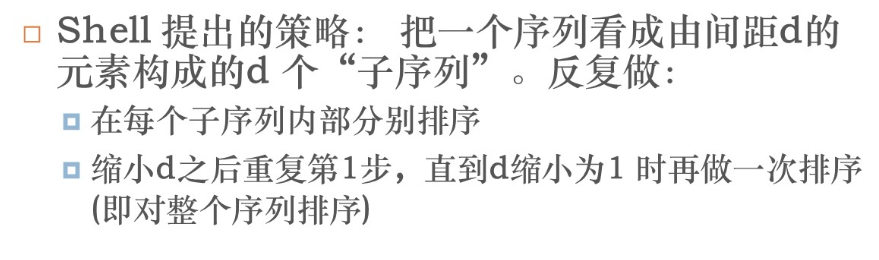 Shell 提出的策略： 把一个序列看成由间距d的
元素构成的d 个“子序列”。反复做：
在每个子序列内部分别排序
缩小d之后重复第1步，直到d缩小为1 时再做一次排序
(即对整个序列排序)